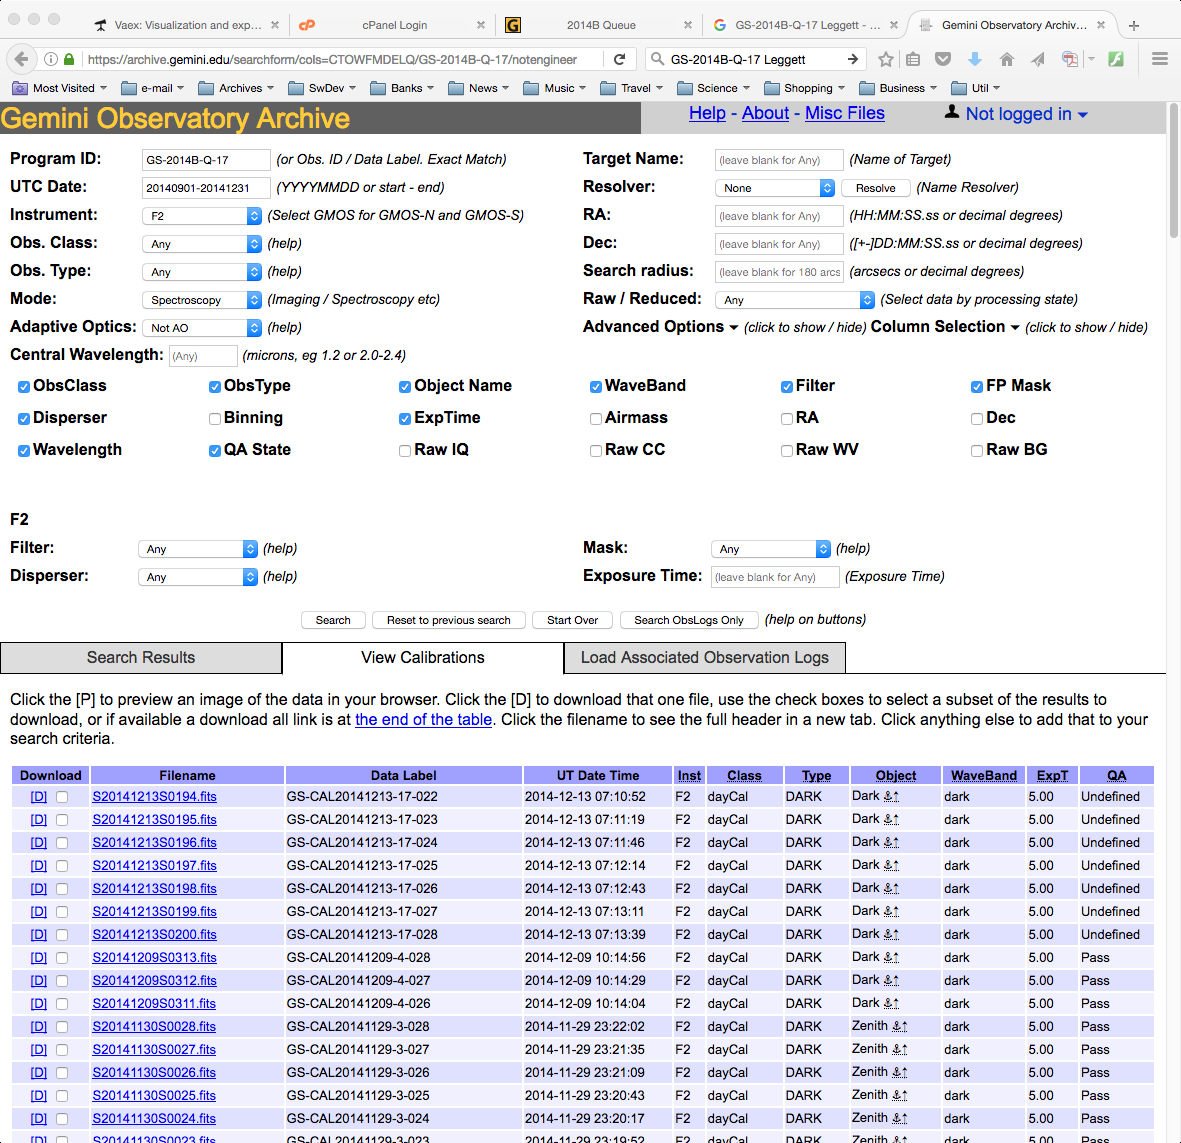 Vaex: Visualization and exp... × cPanel Login × 2014B Queue × GS-2014B-Q-17 Leggett - ... × Gemini Observatory Archiv... × +
https://archive.gemini.edu/searchform/cols=CTOWFMDELQ/GS-2014B-Q-17/notengineer GS-2014B-Q-17 Leggett
Most Visited e-mail Archives SwDev Banks News Music Travel Science Shopping Business Util
Gemini Observatory Archive Help - About - Misc Files Not logged in
Program ID: GS-2014B-Q-17 (or Obs. ID / Data Label. Exact Match) Target Name: (leave blank for Any) (Name of Target)
UTC Date: 20140901-20141231 (YYYYMMDD or start - end) Resolver: None Resolve (Name Resolver)
Instrument: F2 (Select GMOS for GMOS-N and GMOS-S) RA: (leave blank for Any) (HH:MM:SS.ss or decimal degrees)
Obs. Class: Any (help) Dec: (leave blank for Any) ([+-]DD:MM:SS.ss or decimal degrees)
Obs. Type: Any (help) Search radius: (leave blank for 180 arcs (arcsecs or decimal degrees)
Mode: Spectroscopy (Imaging / Spectroscopy etc) Raw / Reduced: Any (Select data by processing state)
Adaptive Optics: Not AO (help) Advanced Options (click to show / hide) Column Selection (click to show / hide)
Central Wavelength: (Any) (microns, eg 1.2 or 2.0-2.4)
ObsClass ObsType Object Name WaveBand Filter FP Mask
Disperser Binning ExpTime Airmass RA Dec
Wavelength QA State Raw IQ Raw CC Raw WV Raw BG
F2
Filter: Any (help) Mask: Any (help)
Disperser: Any (help) Exposure Time: (leave blank for Any) (Exposure Time)
Search Reset to previous search Start Over Search ObsLogs Only (help on buttons)
Search Results View Calibrations Load Associated Observation Logs
Click the [P] to preview an image of the data in your browser. Click the [D] to download that one file, use the check boxes to select a subset of the results to
download, or if available a download all link is at the end of the table. Click the filename to see the full header in a new tab. Click anything else to add that to your
search criteria.
Download Filename Data Label UT Date Time Inst Class Type Object WaveBand ExpT QA
[D] S20141213S0194.fits GS-CAL20141213-17-022 2014-12-13 07:10:52 F2 dayCal DARK Dark dark 5.00 Undefined
[D] S20141213S0195.fits GS-CAL20141213-17-023 2014-12-13 07:11:19 F2 dayCal DARK Dark dark 5.00 Undefined
[D] S20141213S0196.fits GS-CAL20141213-17-024 2014-12-13 07:11:46 F2 dayCal DARK Dark dark 5.00 Undefined
[D] S20141213S0197.fits GS-CAL20141213-17-025 2014-12-13 07:12:14 F2 dayCal DARK Dark dark 5.00 Undefined
[D] S20141213S0198.fits GS-CAL20141213-17-026 2014-12-13 07:12:43 F2 dayCal DARK Dark dark 5.00 Undefined
[D] S20141213S0199.fits GS-CAL20141213-17-027 2014-12-13 07:13:11 F2 dayCal DARK Dark dark 5.00 Undefined
[D] S20141213S0200.fits GS-CAL20141213-17-028 2014-12-13 07:13:39 F2 dayCal DARK Dark dark 5.00 Undefined
[D] S20141209S0313.fits GS-CAL20141209-4-028 2014-12-09 10:14:56 F2 dayCal DARK Dark dark 5.00 Pass
[D] S20141209S0312.fits GS-CAL20141209-4-027 2014-12-09 10:14:29 F2 dayCal DARK Dark dark 5.00 Pass
[D] S20141209S0311.fits GS-CAL20141209-4-026 2014-12-09 10:14:04 F2 dayCal DARK Dark dark 5.00 Pass
[D] S20141130S0028.fits GS-CAL20141129-3-028 2014-11-29 23:22:02 F2 dayCal DARK Zenith dark 5.00 Pass
[D] S20141130S0027.fits GS-CAL20141129-3-027 2014-11-29 23:21:35 F2 dayCal DARK Zenith dark 5.00 Pass
[D] S20141130S0026.fits GS-CAL20141129-3-026 2014-11-29 23:21:09 F2 dayCal DARK Zenith dark 5.00 Pass
[D] S20141130S0025.fits GS-CAL20141129-3-025 2014-11-29 23:20:43 F2 dayCal DARK Zenith dark 5.00 Pass
[D] S20141130S0024.fits GS-CAL20141129-3-024 2014-11-29 23:20:17 F2 dayCal DARK Zenith dark 5.00 Pass
[D] S20141130S0023.fits GS-CAL20141129-3-023 2014-11-29 23:19:52 F2 dayCal DARK Zenith dark 5.00 Pass